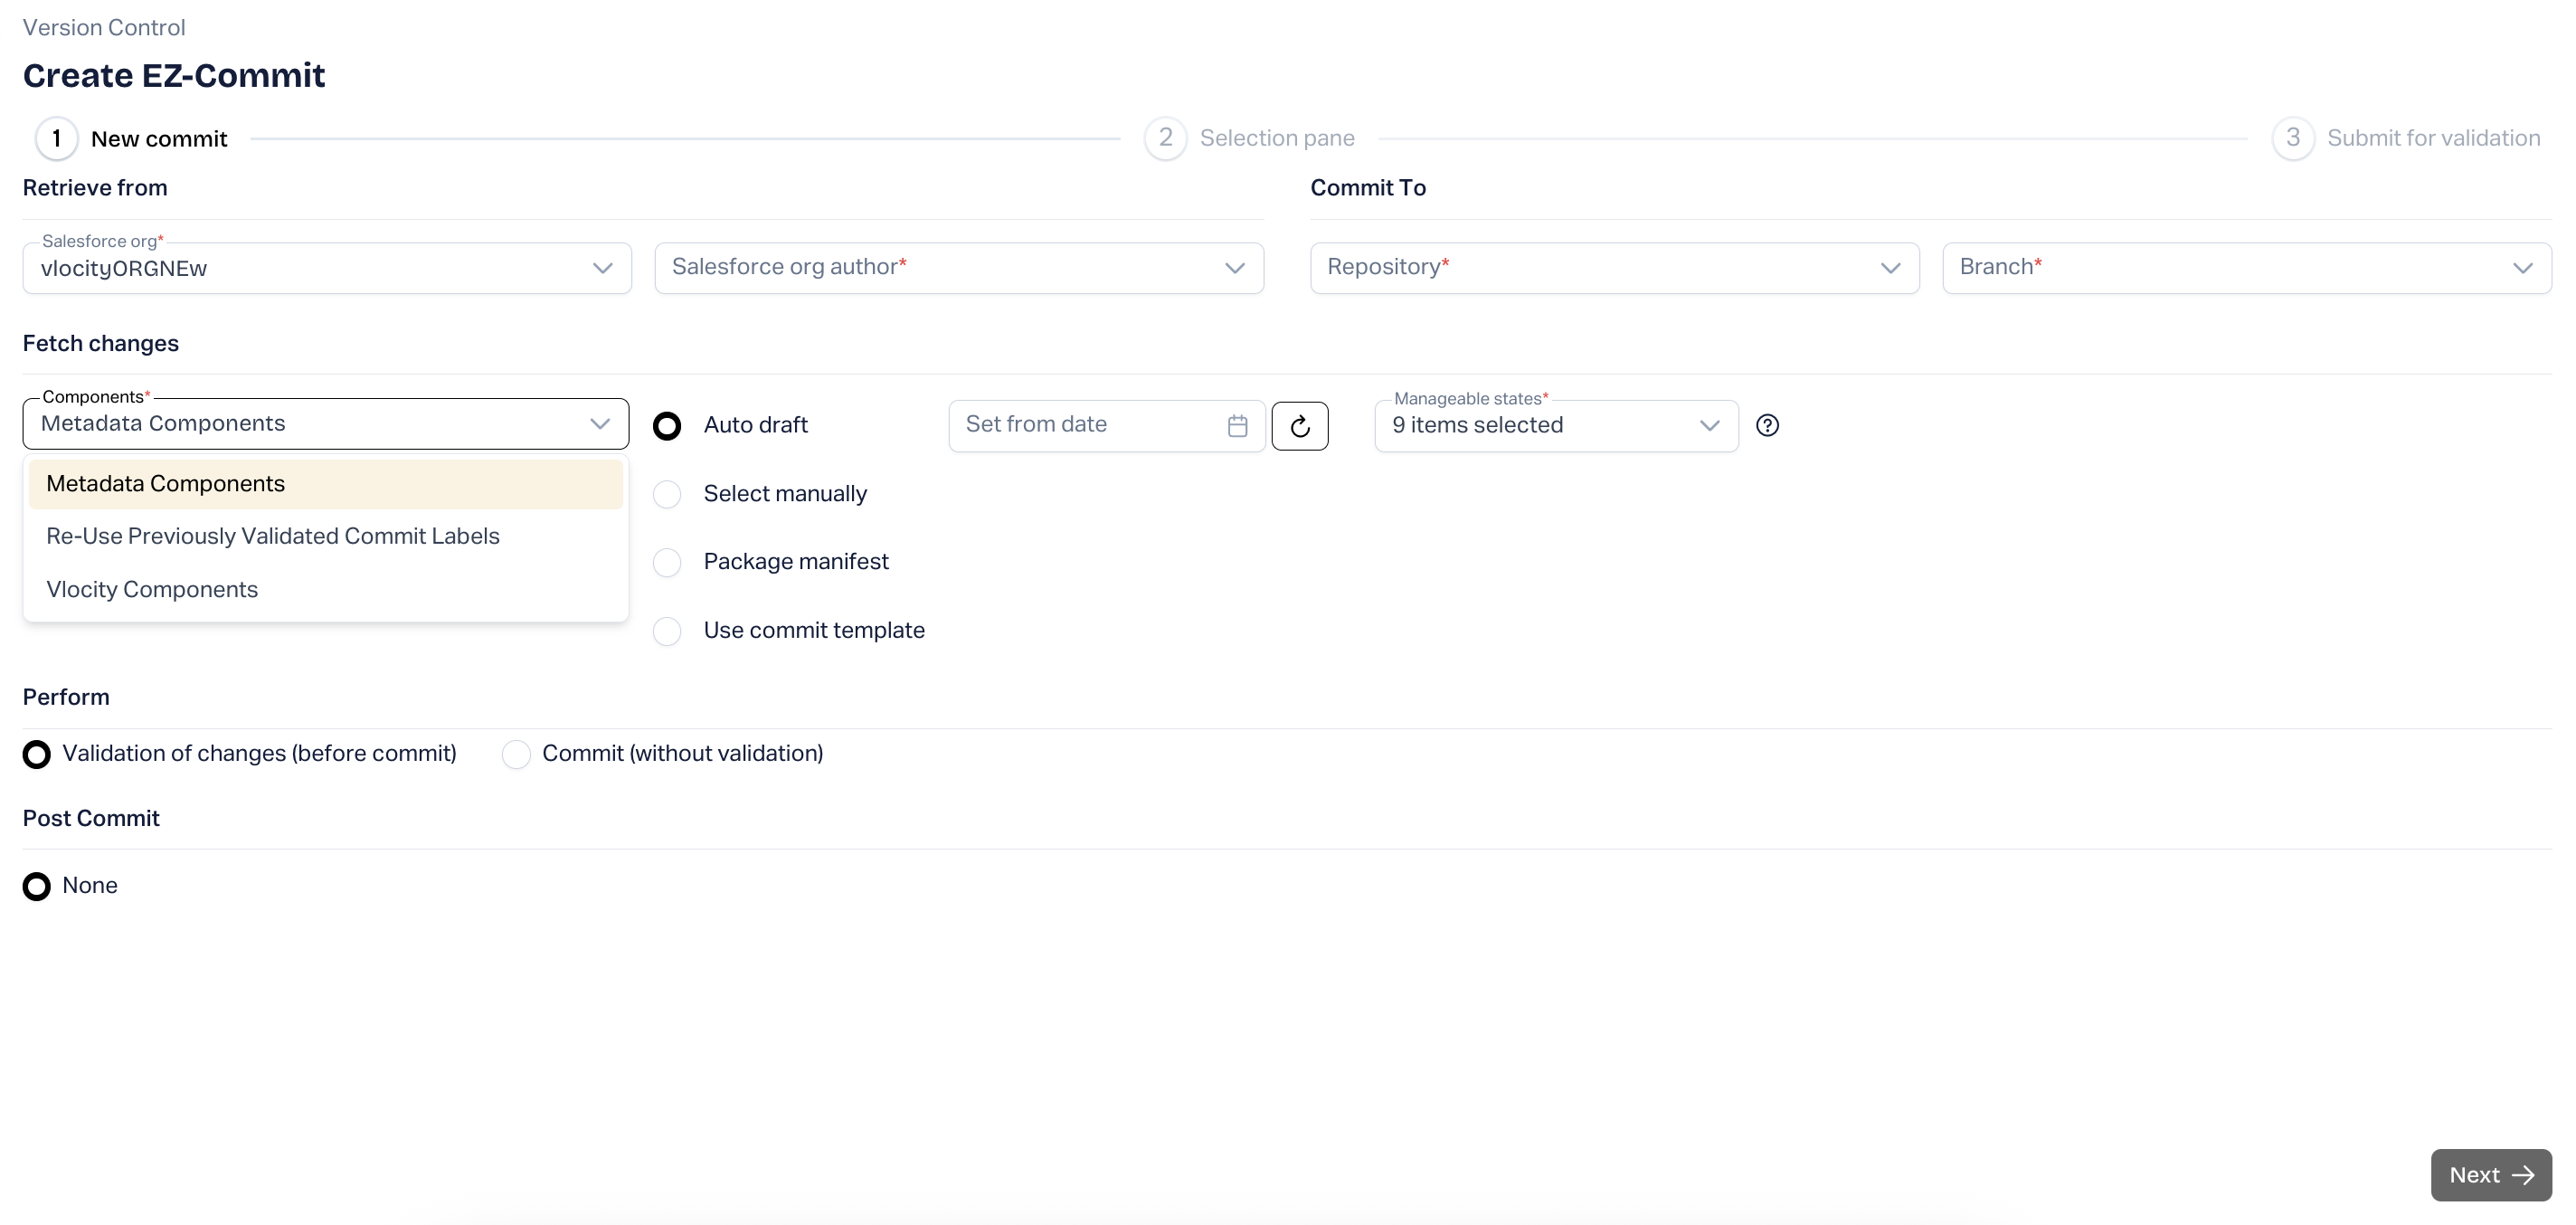 Version Control
Create EZ-Commit
1 New commit 2 Selection pane 3 Submit for validation
Retrieve from Commit To
Salesforce org*
vlocityORGNEw Salesforce org author* Repository* Branch*
Fetch changes
Components* Manageable states*
Metadata Components Auto draft Set from date 9 items selected ?
Metadata Components Select manually
Re-Use Previously Validated Commit Labels Package manifest
Vlocity Components Use commit template
Perform
Validation of changes (before commit) Commit (without validation)
Post Commit
None
Next